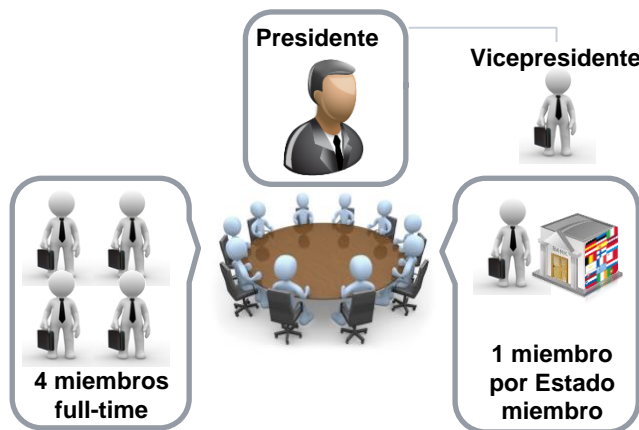 Presidente
Vicepresidente
4 miembros
full-time
1 miembro
por Estado
miembro